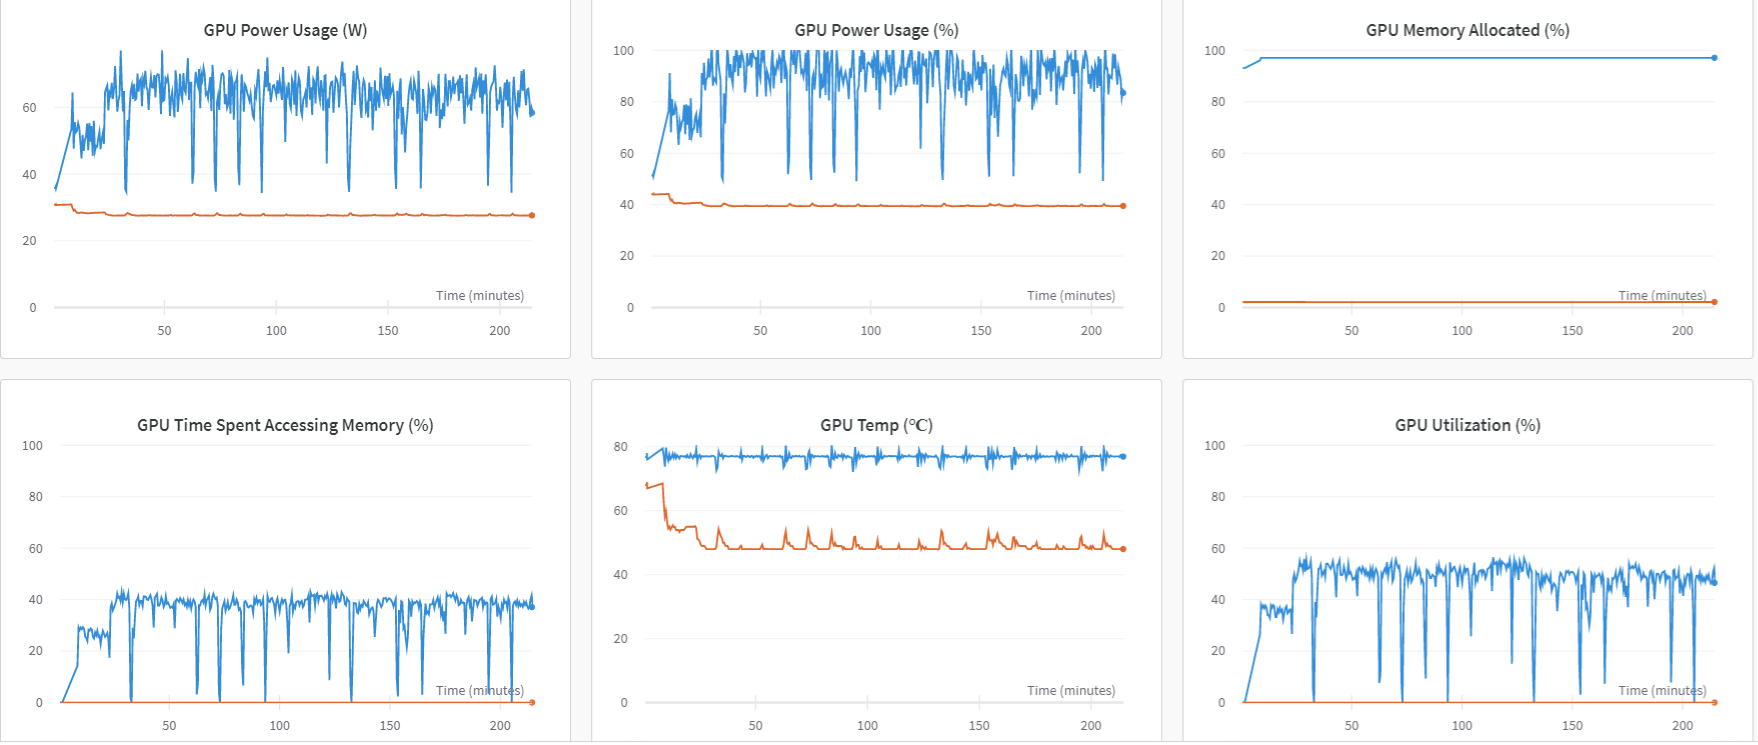 GPU Power Usage (W)
60
40
20
0
Time (minutes)
50 100 150 200
GPU Power Usage (%)
100
80
60
40
20
0
Time (minutes)
50 100 150 200
GPU Memory Allocated (%)
100
80
60
40
20
0
Time (minutes)
50 100 150 200
GPU Time Spent Accessing Memory (%)
100
80
60
40
20
0
Time (minutes)
50 100 150 200
GPU Temp (℃)
80
60
40
20
0
Time (minutes)
50 100 150 200
GPU Utilization (%)
100
80
60
40
20
0
Time (minutes)
50 100 150 200